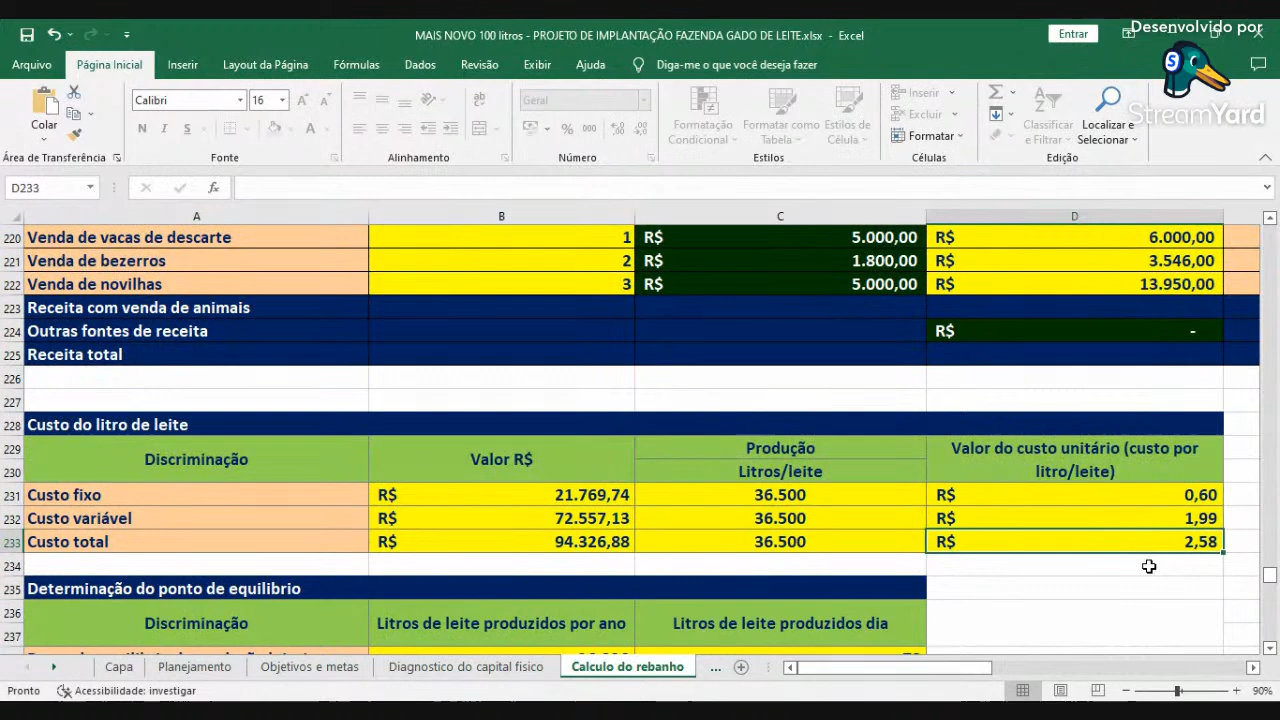 Desenvolvido por
StreamYard
MAIS NOVO 100 litros - PROJETO DE IMPLANTAÇÃO FAZENDA GADO DE LEITE.xlsx - Excel
Entrar
Arquivo Página Inicial Inserir Layout da Página Fórmulas Dados Revisão Exibir Ajuda Diga-me o que você deseja fazer
Colar
Calibri 16
N I S
Geral
% 000
Formatação Condicional
Formatar como Tabela
Estilos de Célula
Inserir
Excluir
Formatar
Classificar e Filtrar
Localizar e Selecionar
Área de Transferência Fonte Alinhamento Número Estilos Células Edição
D233 fx
A B C D
220 Venda de vacas de descarte 1 R$ 5.000,00 R$ 6.000,00
221 Venda de bezerros 2 R$ 1.800,00 R$ 3.546,00
222 Venda de novilhas 3 R$ 5.000,00 R$ 13.950,00
223 Receita com venda de animais
224 Outras fontes de receita R$ -
225 Receita total
226
227
228 Custo do litro de leite
229 Discriminação Valor R$ Produção Valor do custo unitário (custo por
230 Litros/leite litro/leite)
231 Custo fixo R$ 21.769,74 36.500 R$ 0,60
232 Custo variável R$ 72.557,13 36.500 R$ 1,99
233 Custo total R$ 94.326,88 36.500 R$ 2,58
234
235 Determinação do ponto de equilibrio
236 Discriminação Litros de leite produzidos por ano Litros de leite produzidos dia
237
Capa Planejamento Objetivos e metas Diagnostico do capital fisico Calculo do rebanho ...
Pronto Acessibilidade: investigar 90%